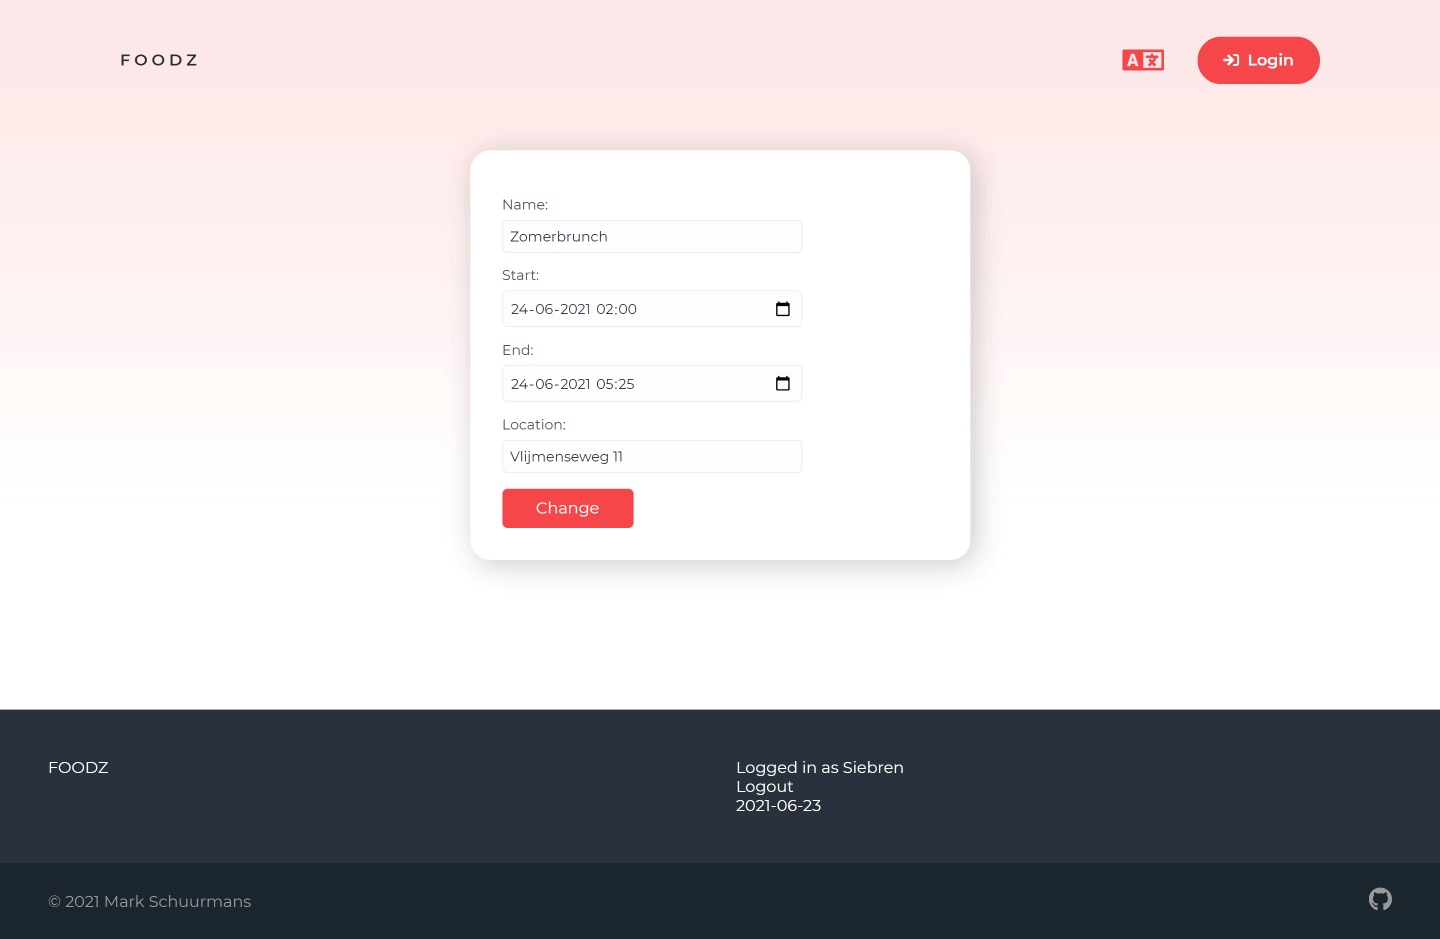 FOODZ
A 文
Login
Name:
Zomerbrunch
Start:
24-06-2021 02:00
End:
24-06-2021 05:25
Location:
Vlijmenseweg 11
Change
FOODZ
Logged in as Siebren
Logout
2021-06-23
© 2021 Mark Schuurmans